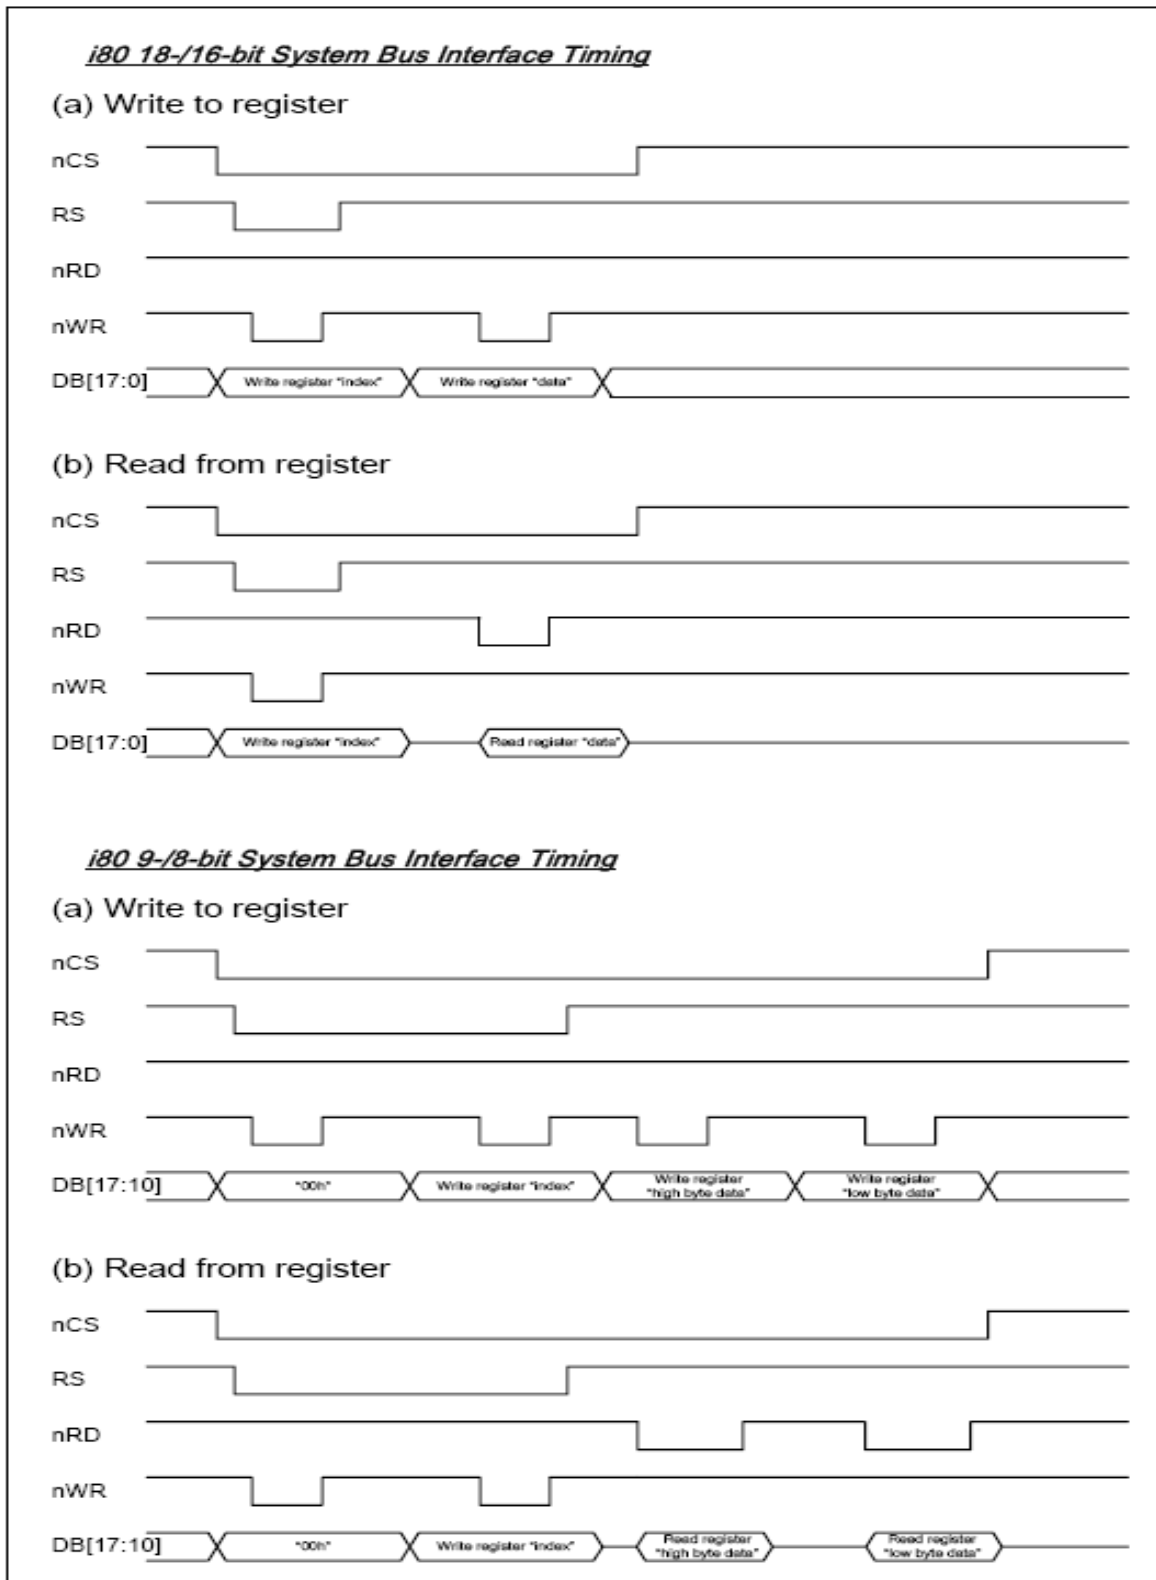 i80 18-/16-bit System Bus Interface Timing
(a) Write to register
nCS
RS
nRD
nWR
DB[17:0]
Write register "index"
Write register "data"
(b) Read from register
nCS
RS
nRD
nWR
DB[17:0]
Write register "index"
Read register "data"
i80 9-/8-bit System Bus Interface Timing
(a) Write to register
nCS
RS
nRD
nWR
DB[17:10]
"00h"
Write register "index"
Write register
"high byte data"
Write register
"low byte data"
(b) Read from register
nCS
RS
nRD
nWR
DB[17:10]
"00h"
Write register "index"
Read register
"high byte data"
Read register
"low byte data"